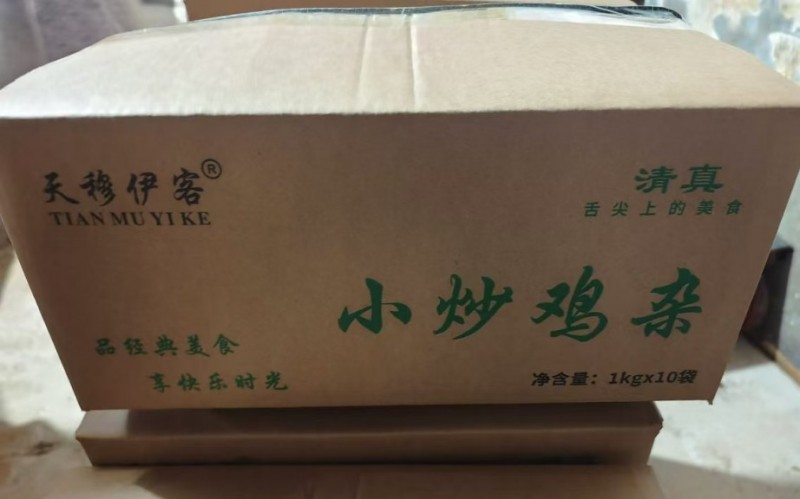 天穆伊客®
TIAN MU YI KE
清真
舌尖上的美食
小炒鸡杂
品经典美食
享快乐时光
净含量：1kgx10袋